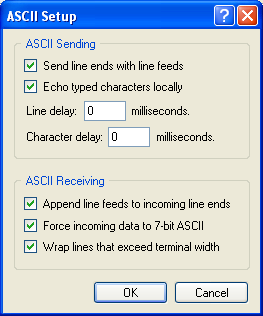 ASCII Setup
ASCII Sending
Send line ends with line feeds
Echo typed characters locally
Line delay: 0 milliseconds.
Character delay: 0 milliseconds.
ASCII Receiving
Append line feeds to incoming line ends
Force incoming data to 7-bit ASCII
Wrap lines that exceed terminal width
OK Cancel